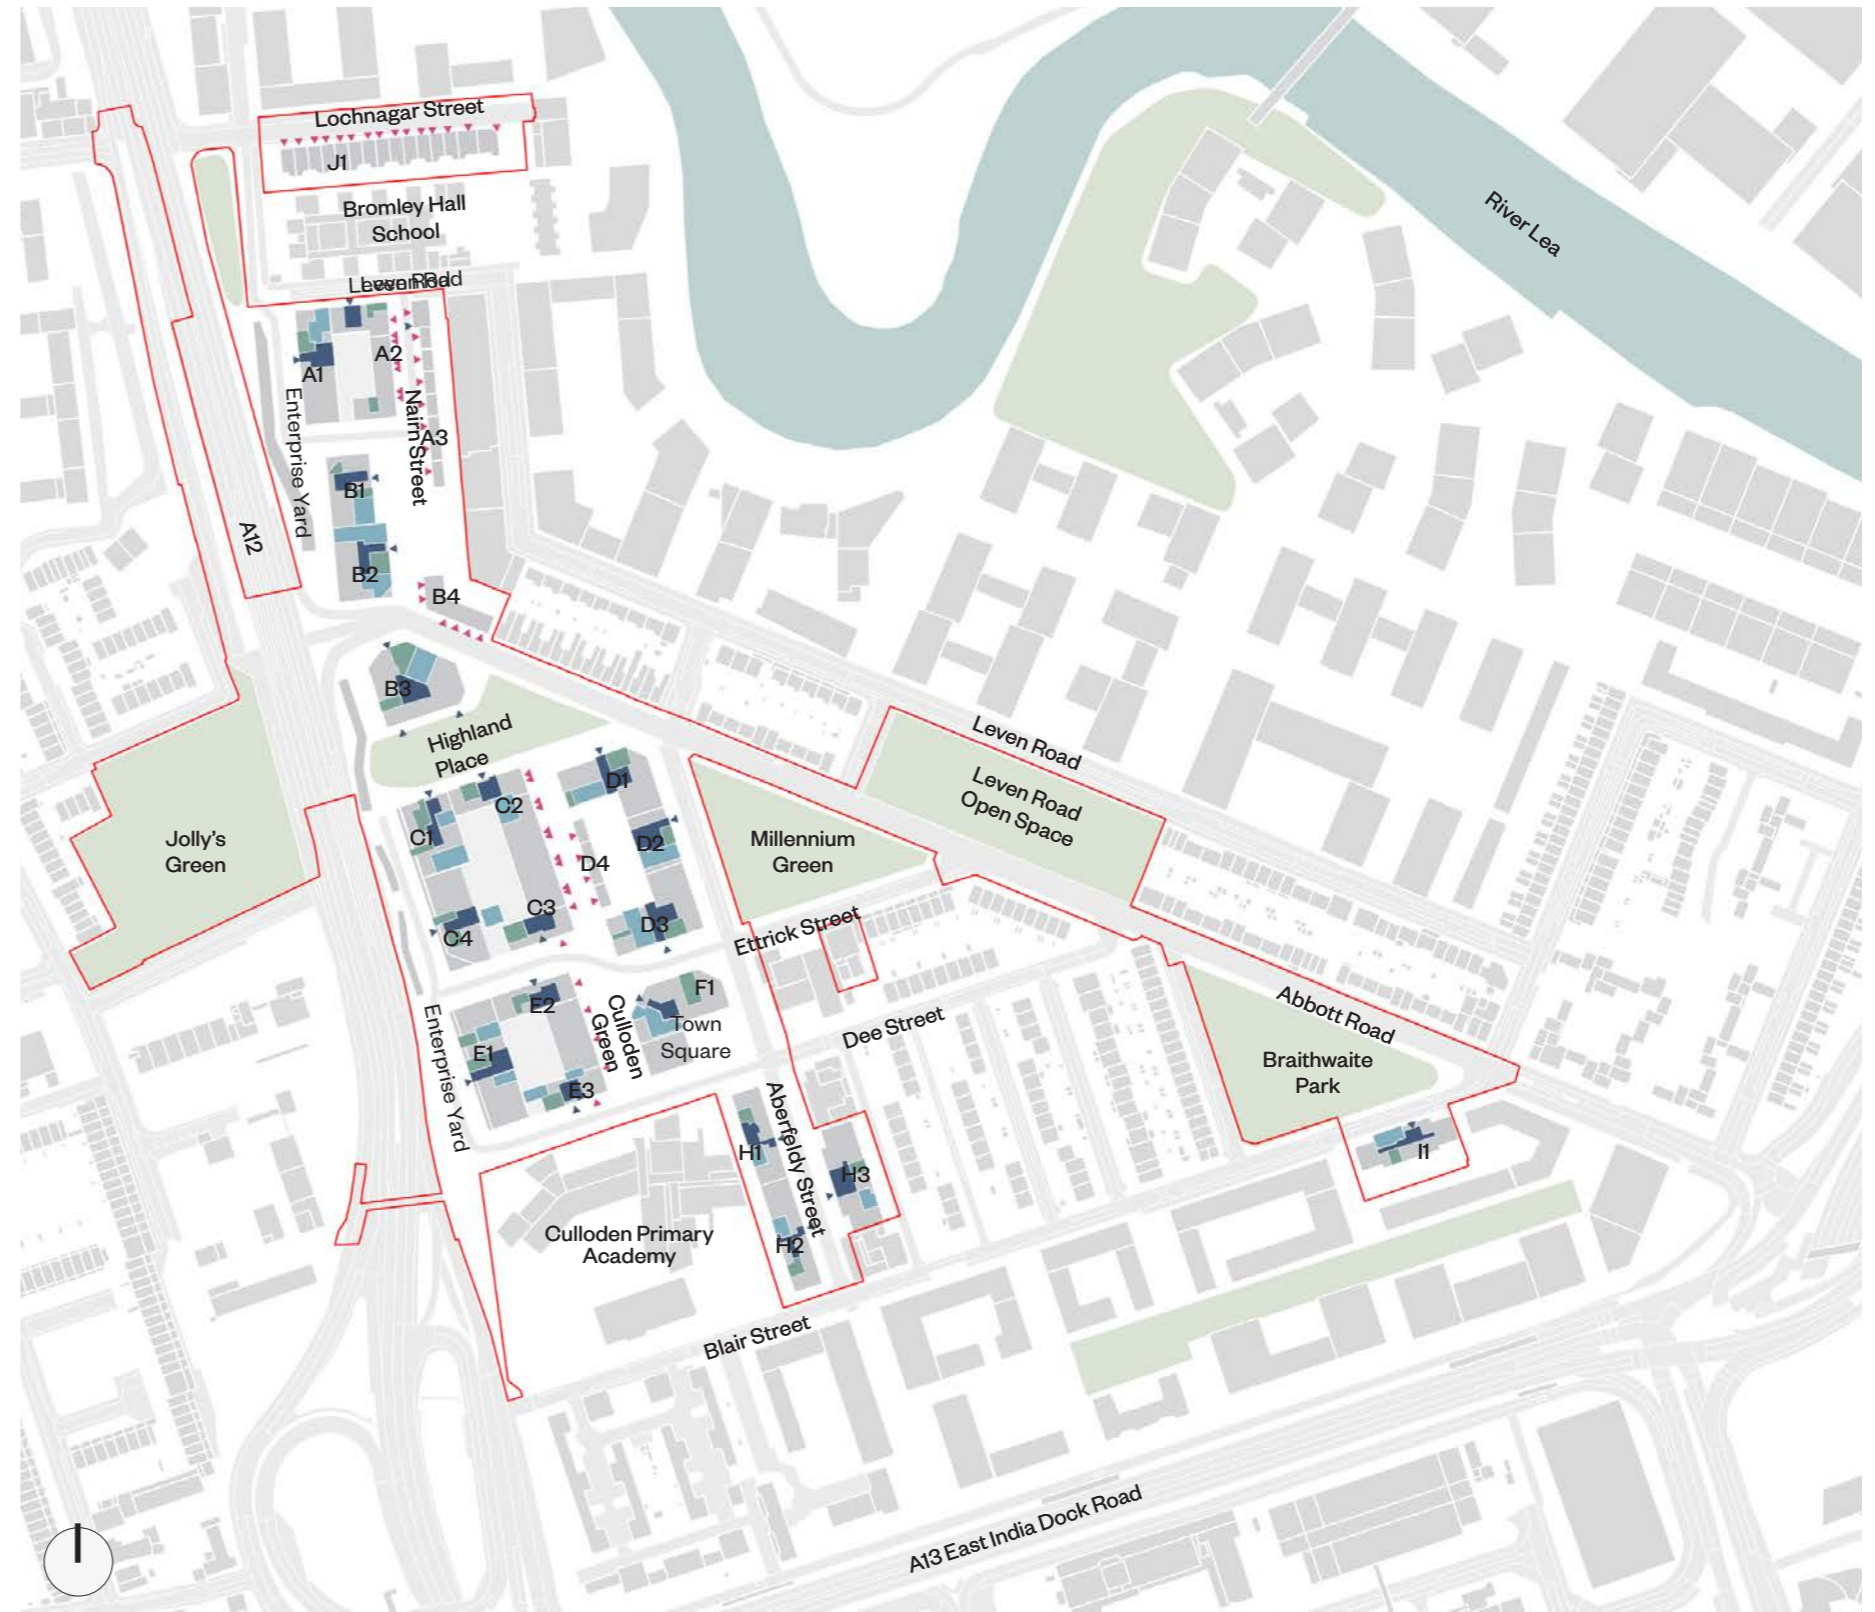 Lochnagar Street
J1
Bromley Hall
School
Leven Road
River Lea
A1
A2
A3
Nairn Street
Enterprise Yard
A12
B1
B2
B4
B3
Highland
Place
Leven Road
Leven Road
Open Space
Jolly's
Green
C1
C2
C3
C4
D1
D2
D4
D3
Millennium
Green
Ettrick Street
Abbott Road
Braithwaite
Park
I1
Dee Street
E2
E1
E3
Culloden
Green
F1
Town
Square
Enterprise Yard
Aberfeldy Street
H1
H3
H2
Culloden Primary
Academy
Blair Street
A13 East India Dock Road